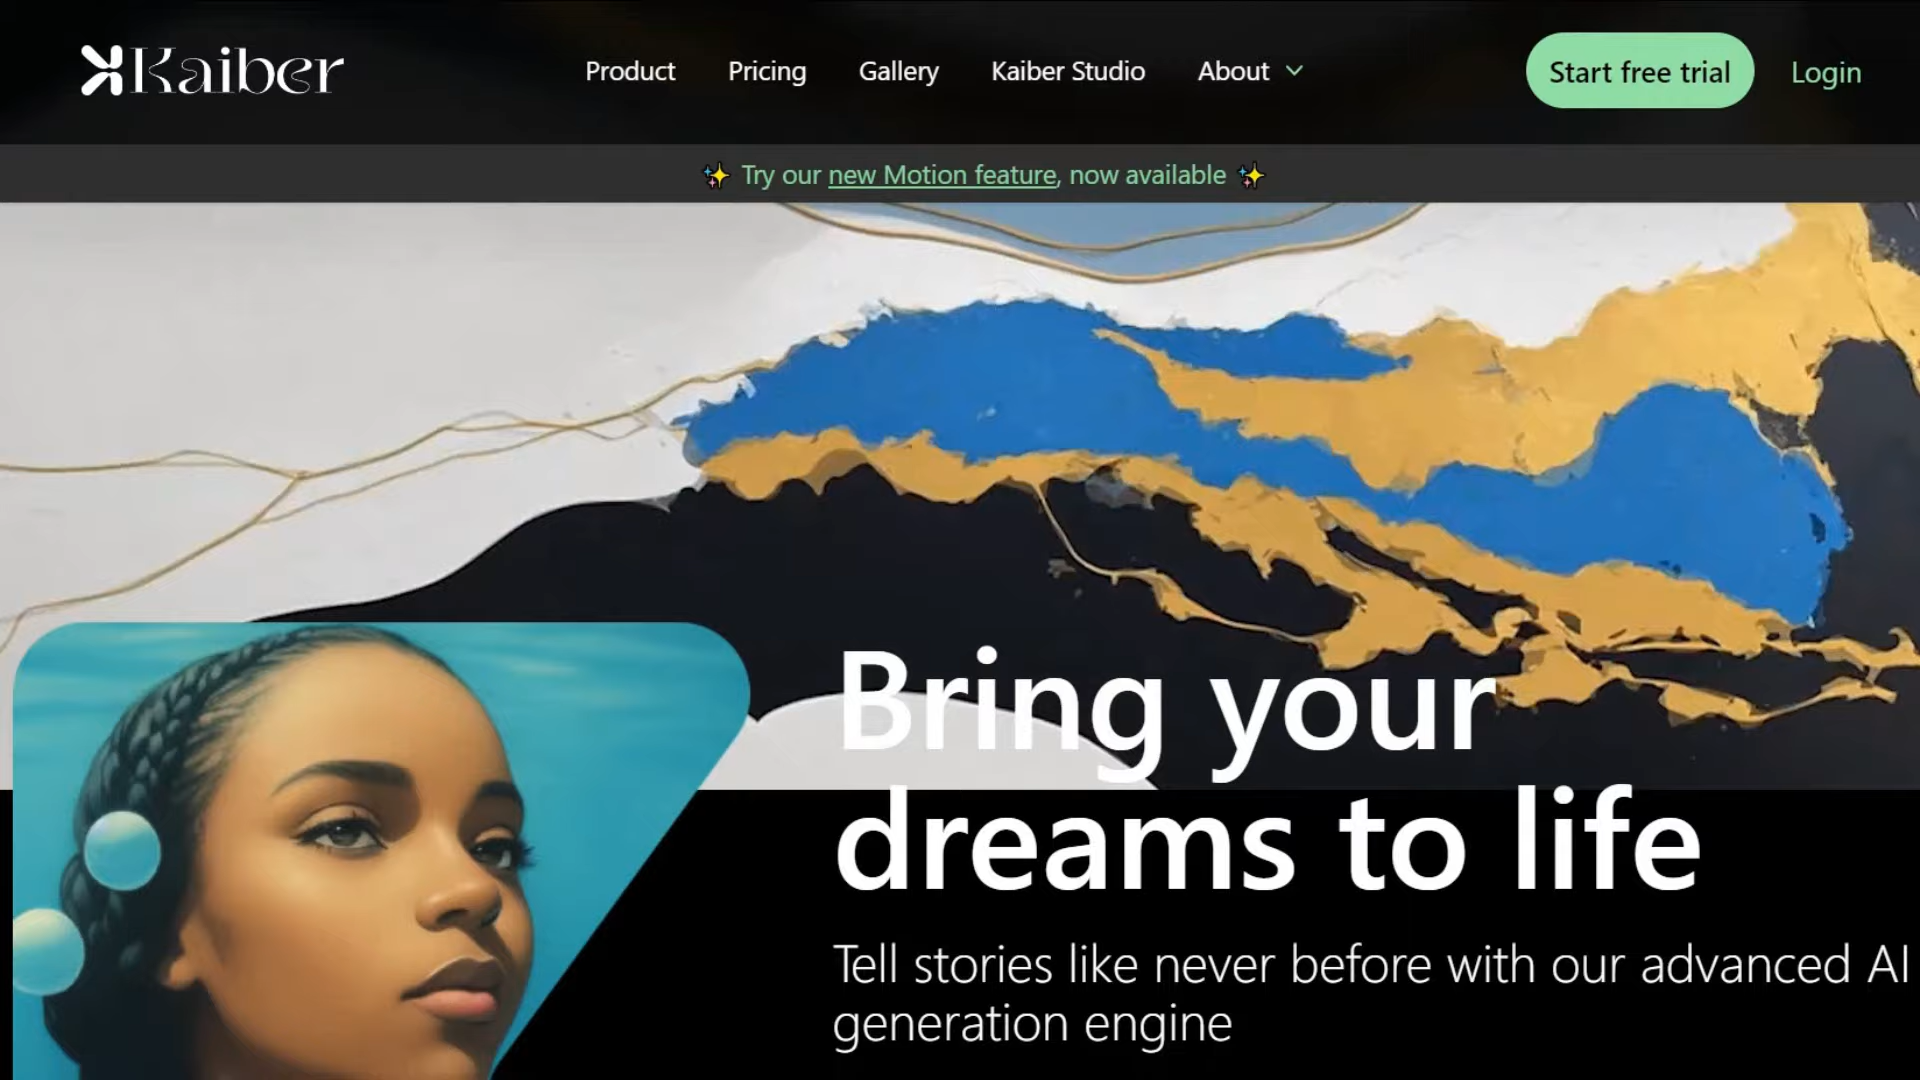 Kaiber
Product Pricing Gallery Kaiber Studio About
Start free trial Login
✨ Try our new Motion feature, now available ✨
Bring your
dreams to life
Tell stories like never before with our advanced AI
generation engine